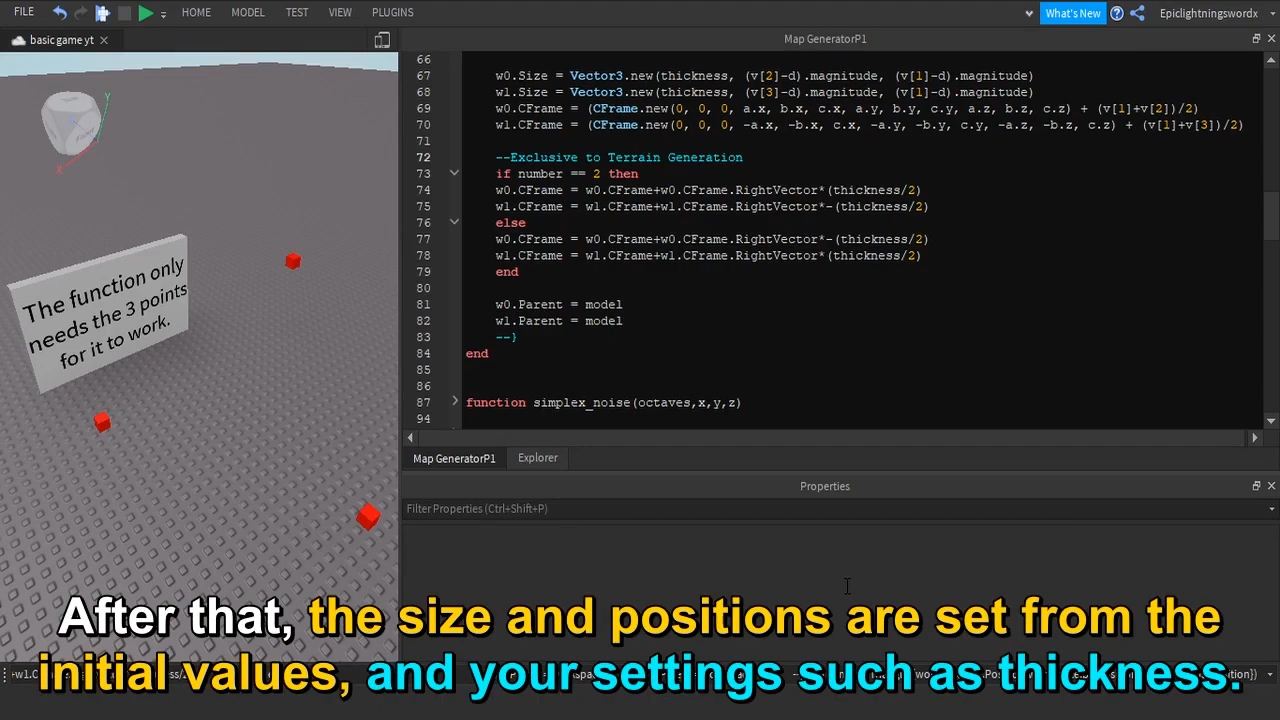 FILE HOME MODEL TEST VIEW PLUGINS What's New Epiclightningswordx
basic game yt
Map GeneratorP1
66
67 w0.Size = Vector3.new(thickness, (v[2]-d).magnitude, (v[1]-d).magnitude)
68 w1.Size = Vector3.new(thickness, (v[3]-d).magnitude, (v[1]-d).magnitude)
69 w0.CFrame = (CFrame.new(0, 0, 0, a.x, b.x, c.x, a.y, b.y, c.y, a.z, b.z, c.z) + (v[1]+v[2])/2)
70 w1.CFrame = (CFrame.new(0, 0, 0, -a.x, -b.x, c.x, -a.y, -b.y, c.y, -a.z, -b.z, c.z) + (v[1]+v[3])/2)
71
72 --Exclusive to Terrain Generation
73 if number == 2 then
74 w0.CFrame = w0.CFrame+w0.CFrame.RightVector*(thickness/2)
75 w1.CFrame = w1.CFrame+w1.CFrame.RightVector*-(thickness/2)
76 else
77 w0.CFrame = w0.CFrame+w0.CFrame.RightVector*-(thickness/2)
78 w1.CFrame = w1.CFrame+w1.CFrame.RightVector*(thickness/2)
79 end
80
81 w0.Parent = model
82 w1.Parent = model
83 --}
84 end
85
86
87 function simplex_noise(octaves,x,y,z)
94
The function only
needs the 3 points
for it to work.
Map GeneratorP1 Explorer
Properties
Filter Properties (Ctrl+Shift+P)
After that, the size and positions are set from the
initial values, and your settings such as thickness.